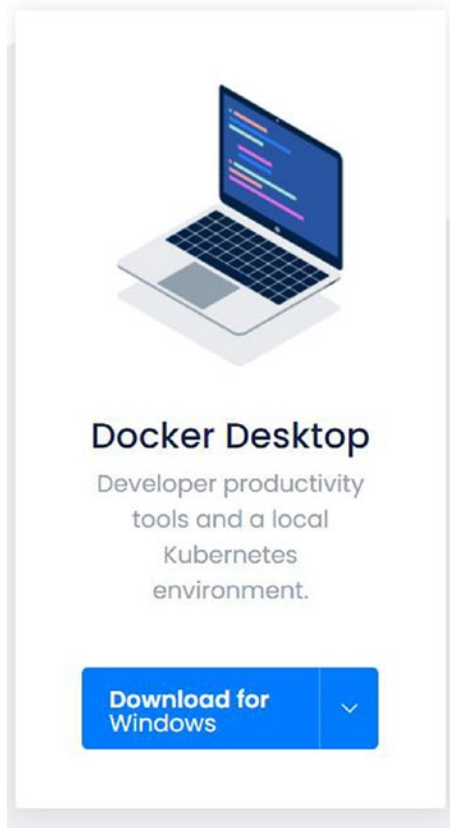 Docker Desktop
Developer productivity
tools and a local
Kubernetes
environment.
Download for
Windows